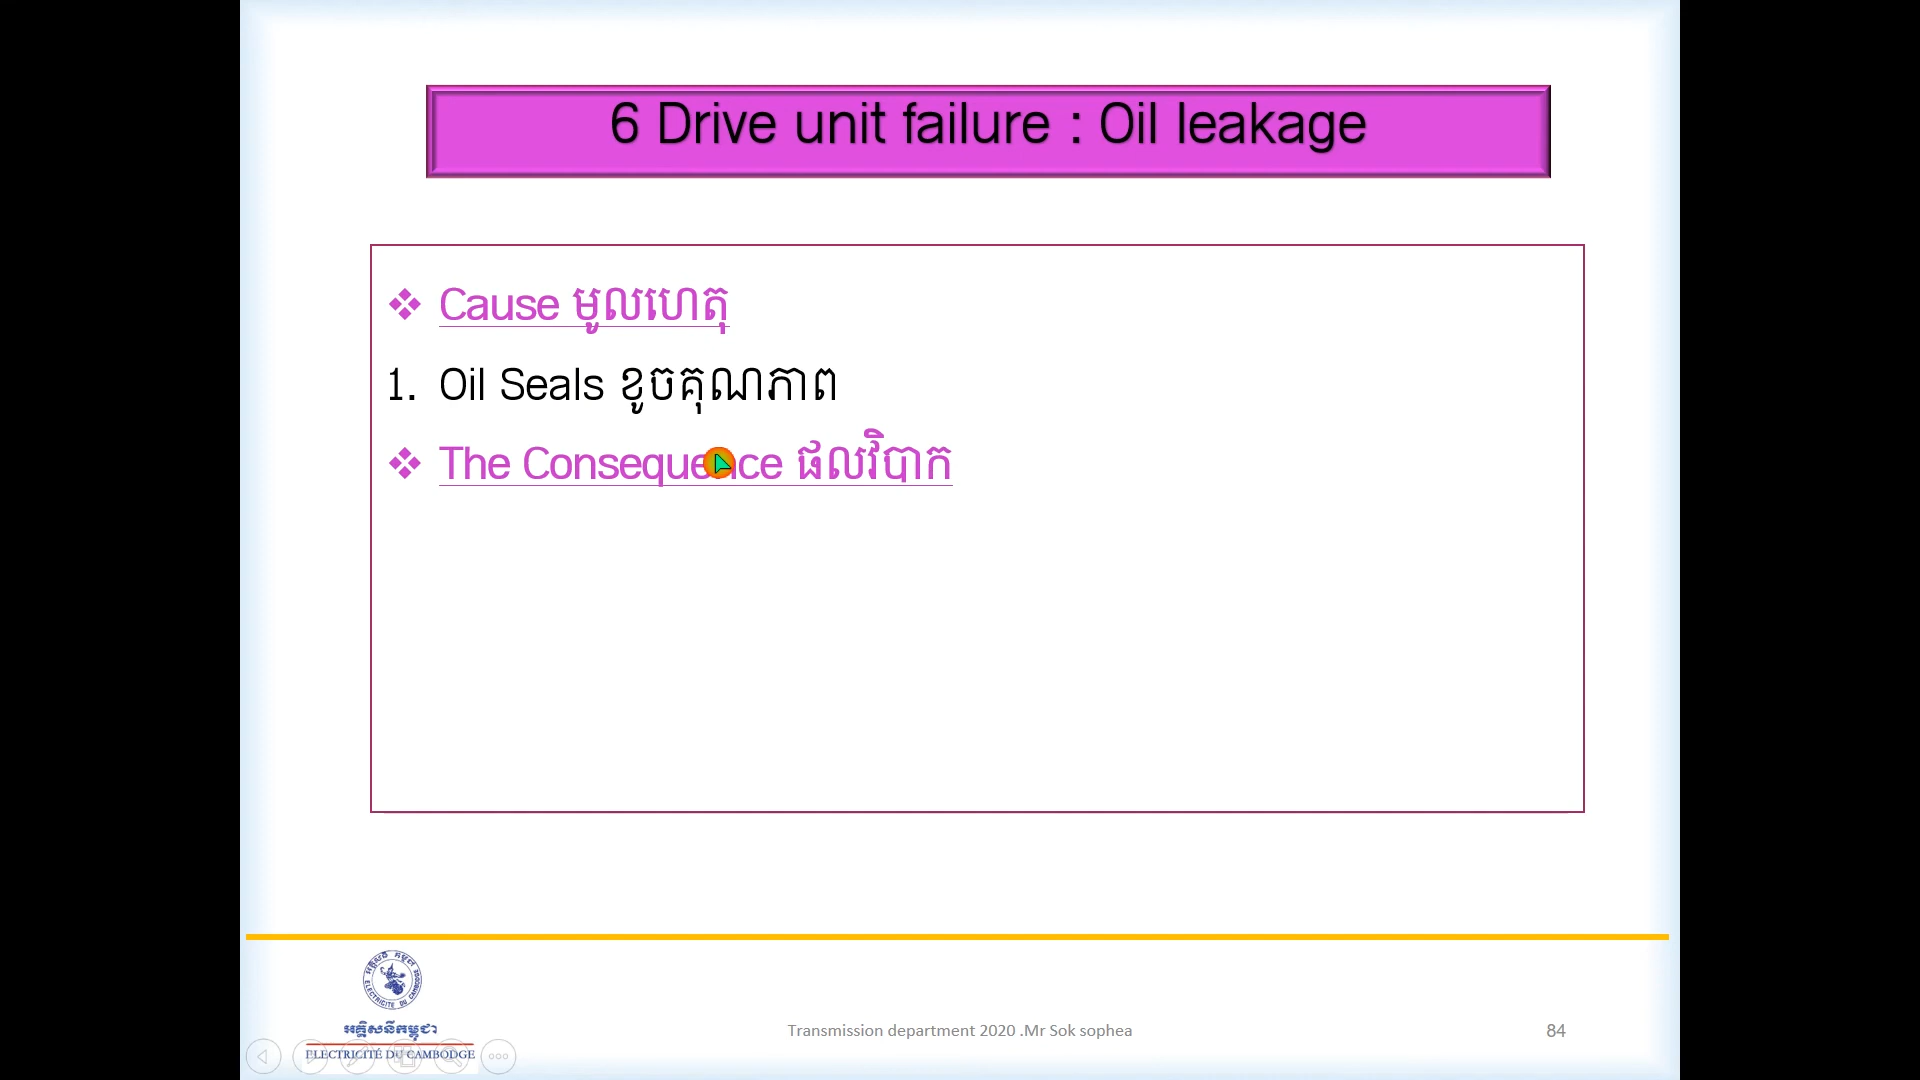 6 Drive unit failure : Oil leakage
❖ Cause មូលហេតុ
1. Oil Seals ខូចគុណភាព
❖ The Consequence ផលវិបាក
អគ្គិសនីកម្ពុជា
ELECTRICITÉ DU CAMBODGE
Transmission department 2020 .Mr Sok sophea
84